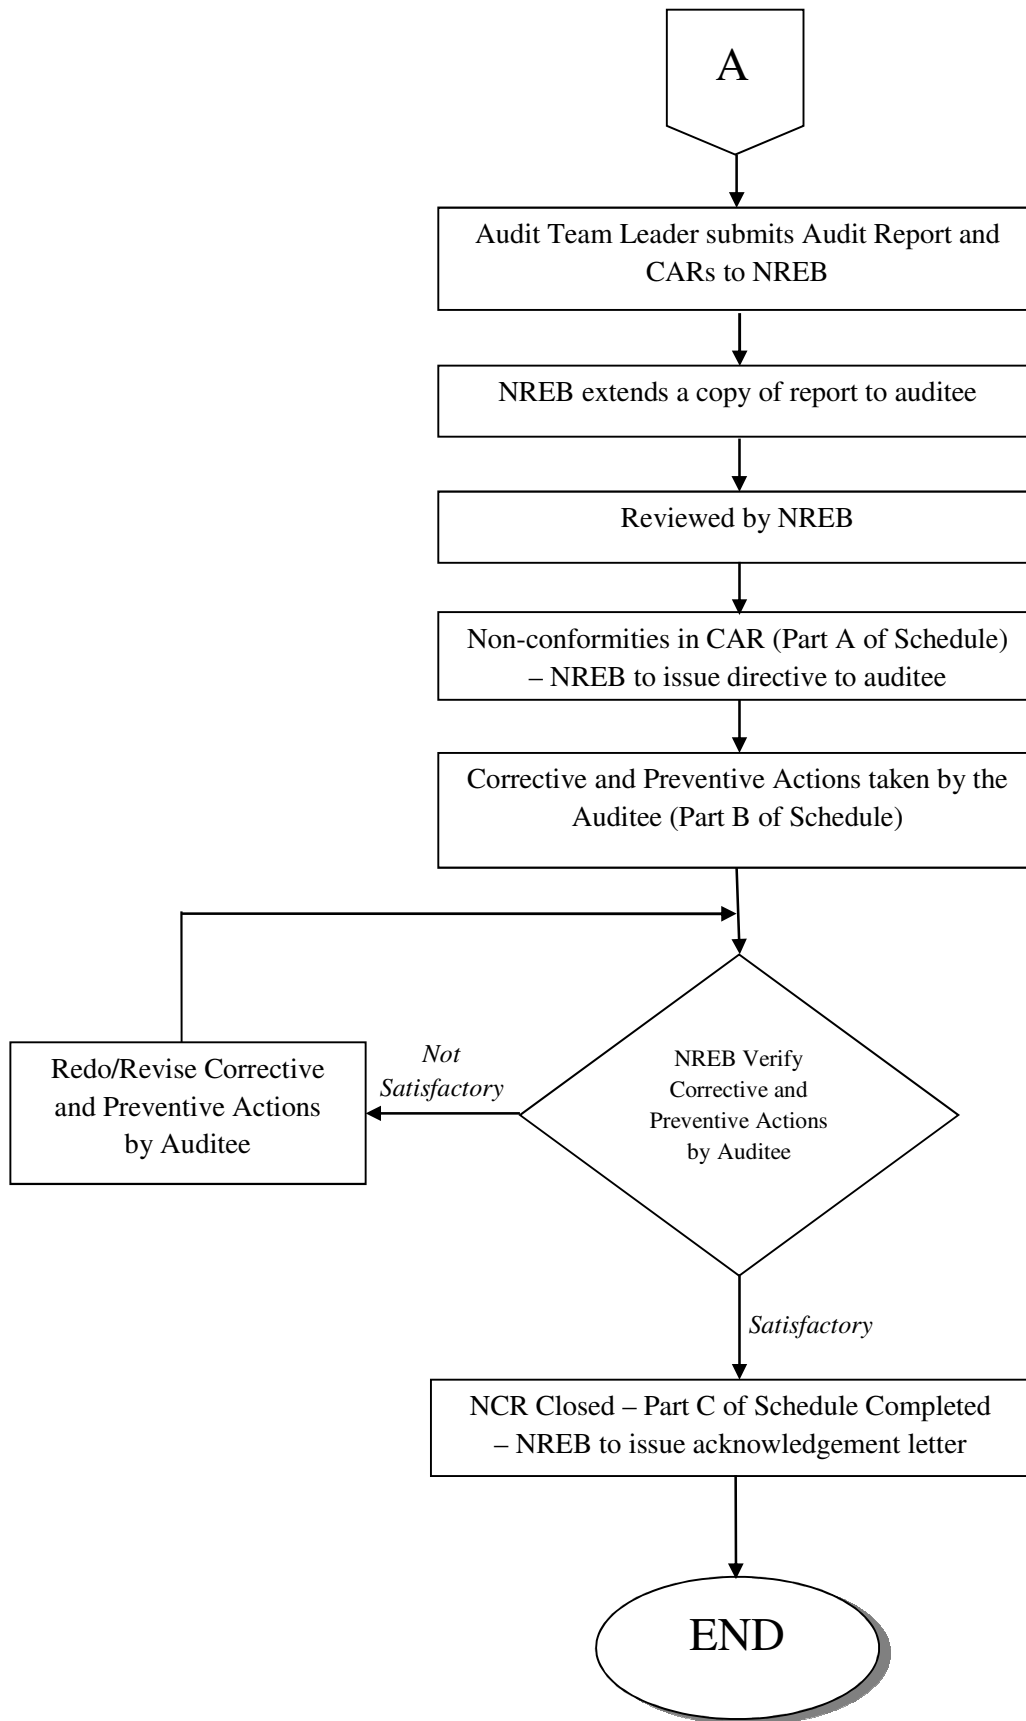 A
Audit Team Leader submits Audit Report and
CARs to NREB
NREB extends a copy of report to auditee
Reviewed by NREB
Non-conformities in CAR (Part A of Schedule)
– NREB to issue directive to auditee
Corrective and Preventive Actions taken by the
Auditee (Part B of Schedule)
Redo/Revise Corrective
and Preventive Actions
by Auditee
Not
Satisfactory
NREB Verify
Corrective and
Preventive Actions
by Auditee
Satisfactory
NCR Closed – Part C of Schedule Completed
– NREB to issue acknowledgement letter
END